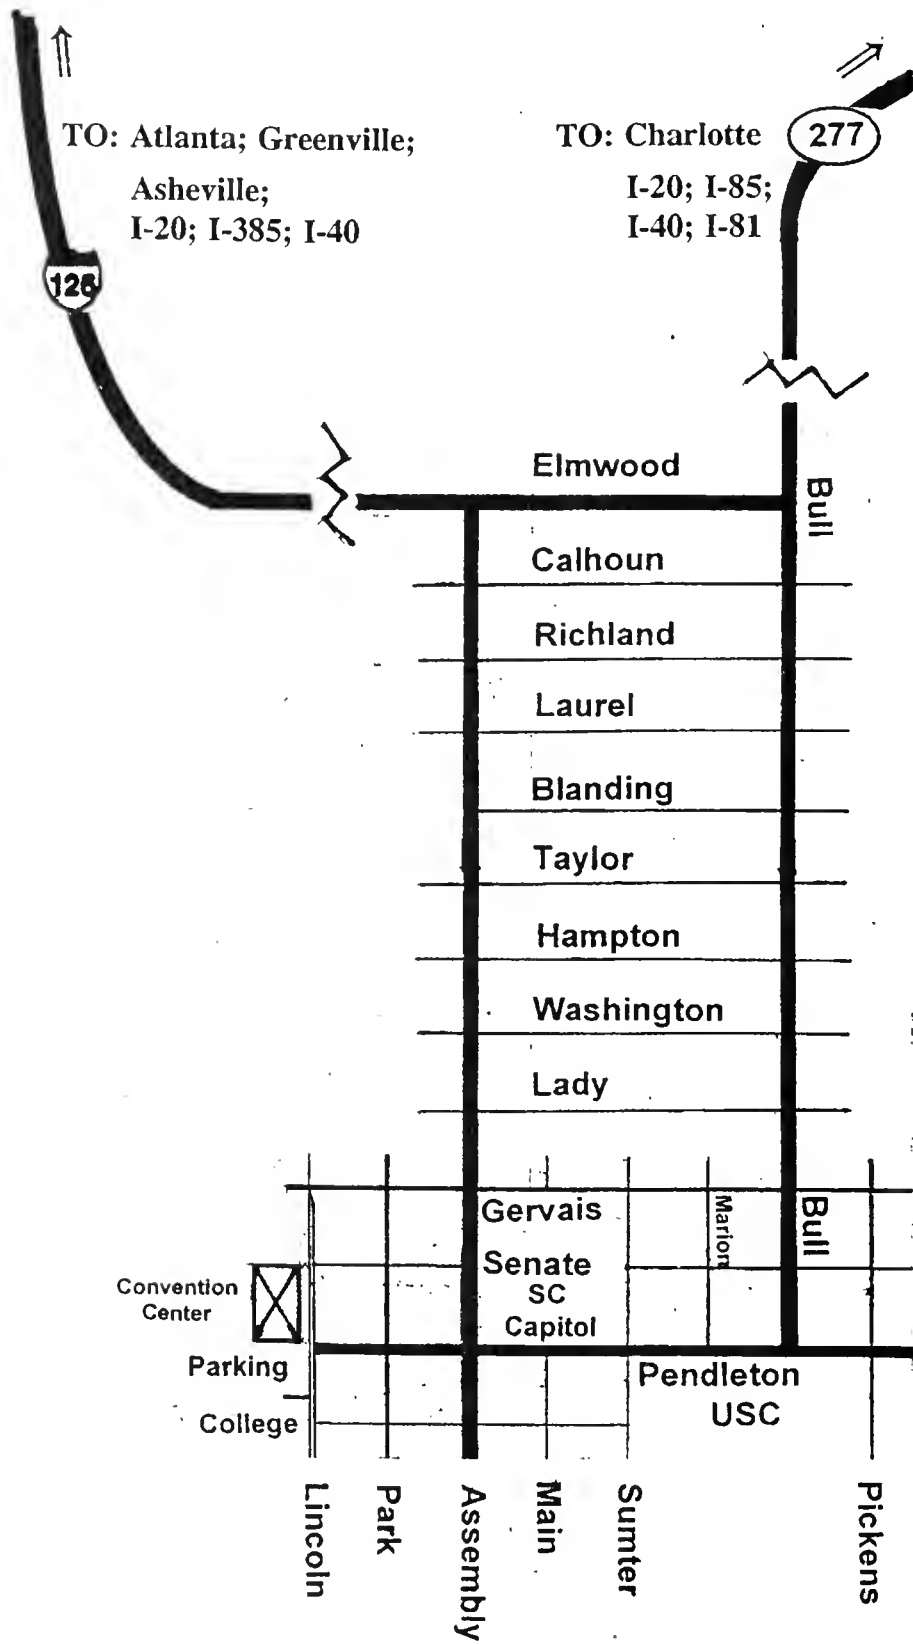 TO: Atlanta; Greenville;
Asheville;
I-20; I-385; I-40
TO: Charlotte
I-20; I-85;
I-40; I-81
277
126
Elmwood
Bull
Calhoun
Richland
Laurel
Blanding
Taylor
Hampton
Washington
Lady
Gervais
Marion
Bull
Senate
SC
Capitol
Convention
Center
Parking
Pendleton
College
USC
Lincoln
Park
Assembly
Main
Sumter
Pickens